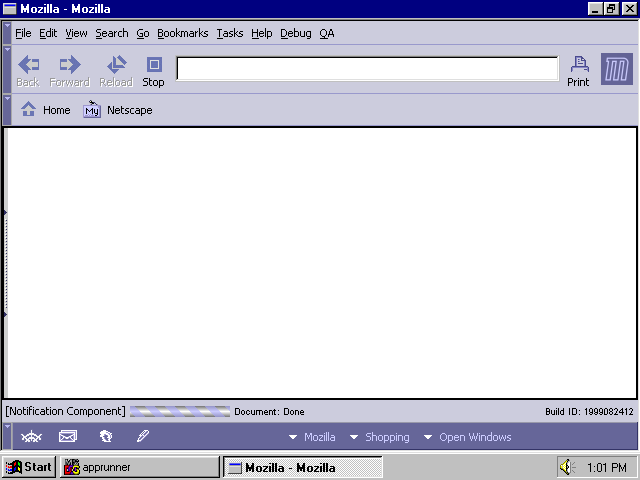 Mozilla - Mozilla
File Edit View Search Go Bookmarks Tasks Help Debug QA
Back Forward Reload Stop Print
Home My Netscape
[Notification Component] Document: Done Build ID: 1999082412
Mozilla Shopping Open Windows
Start apprunner Mozilla - Mozilla 1:01 PM